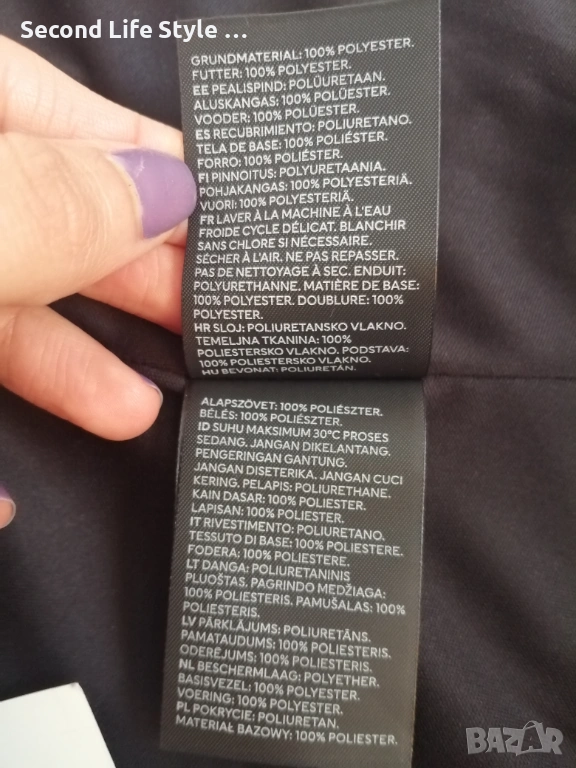 Second Life Style ...
GRUNDMATERIAL: 100% POLYESTER.
FUTTER: 100% POLYESTER.
EE PEALISPIND: POLÜURETAAN.
ALUSKANGAS: 100% POLÜESTER.
VOODER: 100% POLÜESTER.
ES RECUBRIMIENTO: POLIURETANO.
TELA DE BASE: 100% POLIÉSTER.
FORRO: 100% POLIÉSTER.
FI PINNOITUS: POLYURETAANIA.
POHJAKANGAS: 100% POLYESTERIÄ.
VUORI: 100% POLYESTERIÄ.
FR LAVER À LA MACHINE À L'EAU
FROIDE CYCLE DÉLICAT. BLANCHIR
SANS CHLORE SI NÉCESSAIRE.
SÉCHER À L'AIR. NE PAS REPASSER.
PAS DE NETTOYAGE À SEC. ENDUIT:
POLYURETHANNE. MATIÈRE DE BASE:
100% POLYESTER. DOUBLURE: 100%
POLYESTER.
HR SLOJ: POLIURETANSKO VLAKNO.
TEMELJNA TKANINA: 100%
POLIESTERSKO VLAKNO. PODSTAVA:
100% POLIESTERSKO VLAKNO.
HU BEVONAT: POLIURETÁN.
ALAPSZÖVET: 100% POLIÉSZTER.
BÉLÉS: 100% POLIÉSZTER.
ID SUHU MAKSIMUM 30°C PROSES
SEDANG. JANGAN DIKELANTANG.
PENGERINGAN GANTUNG.
JANGAN DISETERIKA. JANGAN CUCI
KERING. PELAPIS: POLIURETHANE.
KAIN DASAR: 100% POLIESTER.
LAPISAN: 100% POLIESTER.
IT RIVESTIMENTO: POLIURETANO.
TESSUTO DI BASE: 100% POLIESTERE.
FODERA: 100% POLIESTERE.
LT DANGA: POLIURETANINIS
PLUOŠTAS. PAGRINDO MEDŽIAGA:
100% POLIESTERIS. PAMUŠALAS: 100%
POLIESTERIS.
LV PĀRKLĀJUMS: POLIURETĀNS.
PAMATAUDUMS: 100% POLIESTERIS.
ODERĒJUMS: 100% POLIESTERIS.
NL BESCHERMLAAG: POLYETHER.
BASISVEZEL: 100% POLYESTER.
VOERING: 100% POLYESTER.
PL POKRYCIE: POLIURETAN.
MATERIAŁ BAZOWY: 100% POLIESTER.
BAZAR